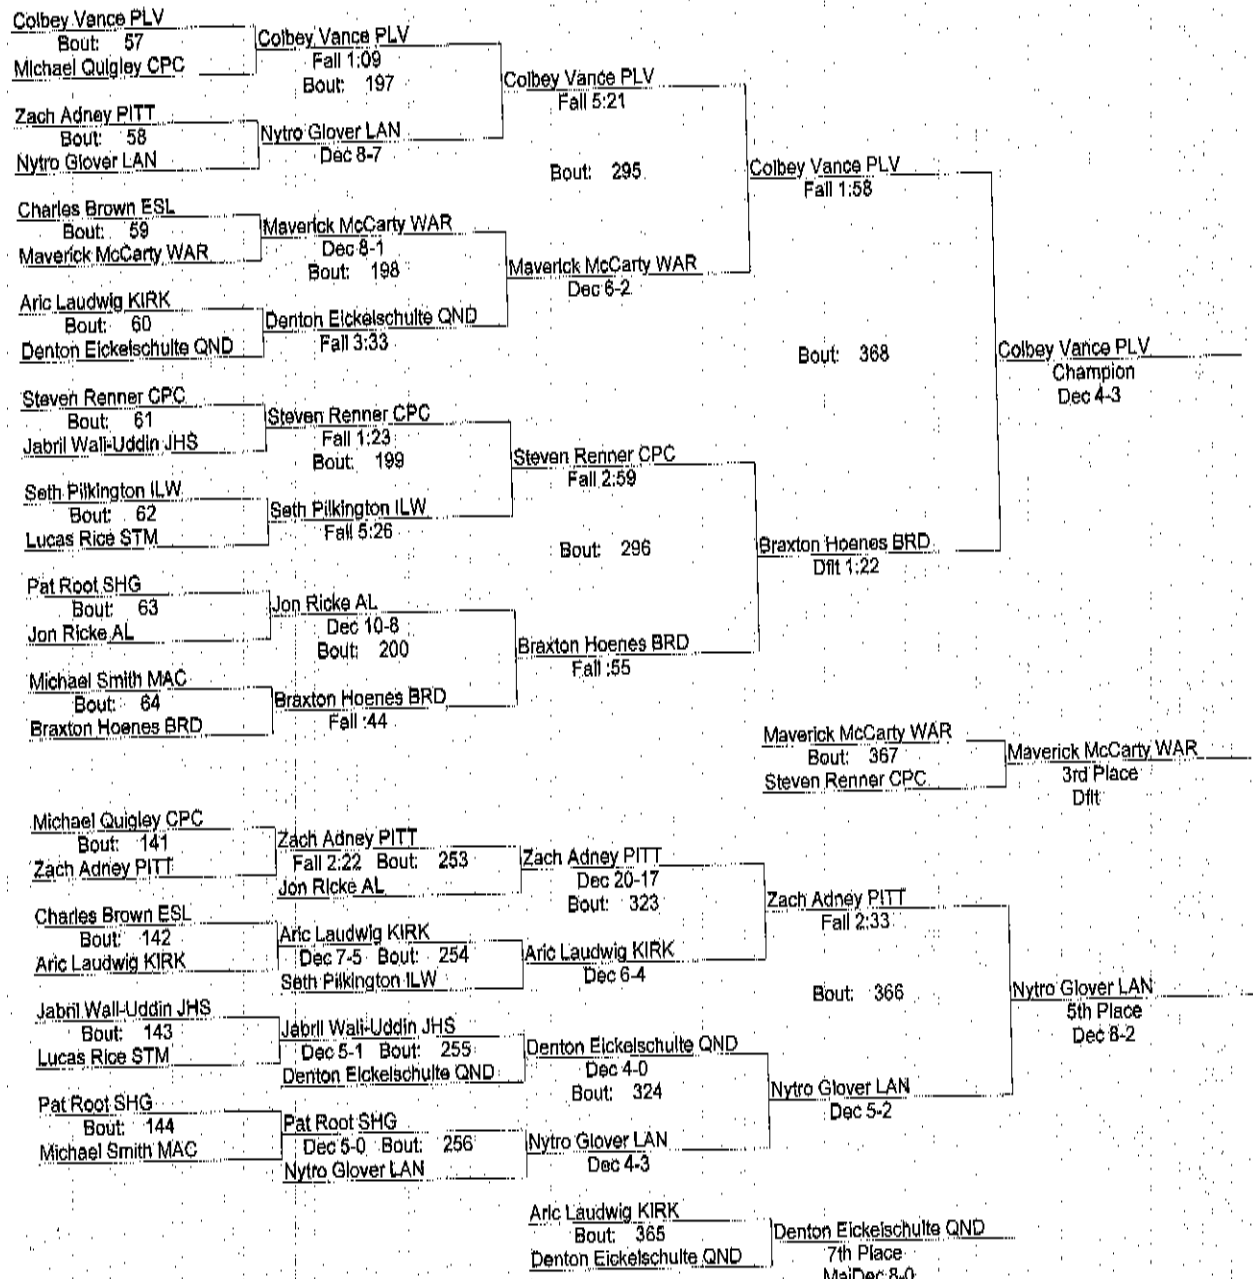 Colbey Vance PLV
Bout: 57
Michael Quigley CPC
Colbey Vance PLV
Fall 1:09
Bout: 197
Zach Adney PITT
Bout: 58
Nytro Glover LAN
Nytro Glover LAN
Dec 8-7
Colbey Vance PLV
Fall 5:21
Bout: 295
Charles Brown ESL
Bout: 59
Maverick McCarty WAR
Maverick McCarty WAR
Dec 8-1
Bout: 198
Aric Laudwig KIRK
Bout: 60
Denton Eickelschulte QND
Denton Eickelschulte QND
Fall 3:33
Maverick McCarty WAR
Dec 6-2
Colbey Vance PLV
Fall 1:58
Bout: 368
Steven Renner CPC
Bout: 61
Jabril Wali-Uddin JHS
Steven Renner CPC
Fall 1:23
Bout: 199
Seth Pilkington ILW
Bout: 62
Lucas Rice STM
Seth Pilkington ILW
Fall 5:26
Steven Renner CPC
Fall 2:59
Bout: 296
Pat Root SHG
Bout: 63
Jon Ricke AL
Jon Ricke AL
Dec 10-8
Bout: 200
Michael Smith MAC
Bout: 64
Braxton Hoenes BRD
Braxton Hoenes BRD
Fall :44
Braxton Hoenes BRD
Fall :55
Braxton Hoenes BRD
Dflt 1:22
Colbey Vance PLV
Champion
Dec 4-3
Maverick McCarty WAR
Bout: 367
Steven Renner CPC
Maverick McCarty WAR
3rd Place
Dflt
Michael Quigley CPC
Bout: 141
Zach Adney PITT
Zach Adney PITT
Fall 2:22 Bout: 253
Jon Ricke AL
Zach Adney PITT
Dec 20-17
Bout: 323
Charles Brown ESL
Bout: 142
Aric Laudwig KIRK
Aric Laudwig KIRK
Dec 7-5 Bout: 254
Seth Pilkington ILW
Aric Laudwig KIRK
Dec 6-4
Zach Adney PITT
Fall 2:33
Bout: 366
Jabril Wali-Uddin JHS
Bout: 143
Lucas Rice STM
Jabril Wali-Uddin JHS
Dec 5-1 Bout: 255
Denton Eickelschulte QND
Denton Eickelschulte QND
Dec 4-0
Bout: 324
Pat Root SHG
Bout: 144
Michael Smith MAC
Pat Root SHG
Dec 5-0 Bout: 256
Nytro Glover LAN
Nytro Glover LAN
Dec 4-3
Nytro Glover LAN
Dec 5-2
Nytro Glover LAN
5th Place
Dec 8-2
Aric Laudwig KIRK
Bout: 365
Denton Eickelschulte QND
Denton Eickelschulte QND
7th Place
MajDec 8-0